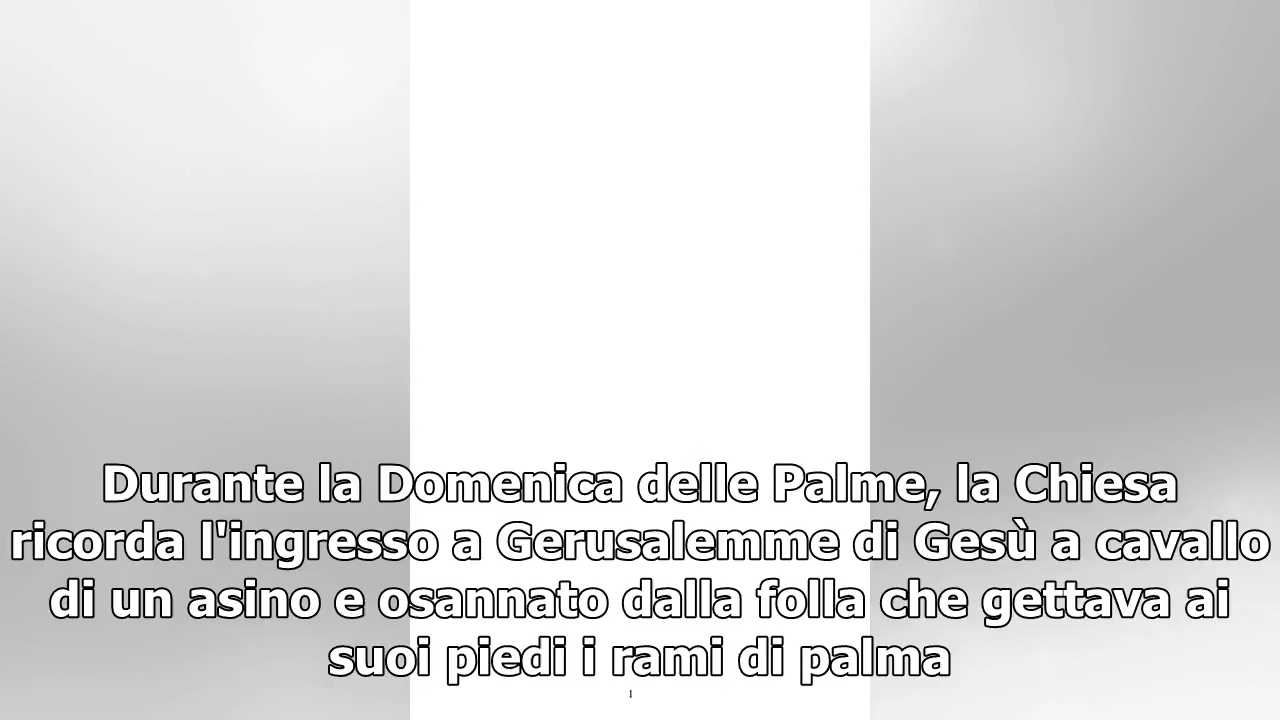 Durante la Domenica delle Palme, la Chiesa
ricorda l'ingresso a Gerusalemme di Gesù a cavallo
di un asino e osannato dalla folla che gettava ai
suoi piedi i rami di palma
1